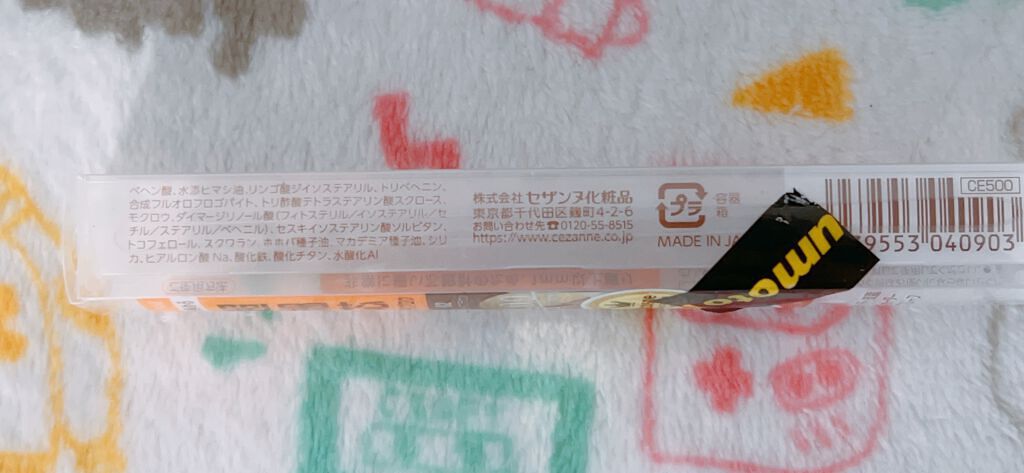 ベヘン酸、水添ヒマシ油、リンゴ酸ジイソステアリル、トリベヘニン、
合成フルオロフロゴパイト、トリ酢酸テトラステアリン酸スクロース、
モクロウ、ダイマージリノール酸(フィトステリル/イソステアリル/セ
チル/ステアリル/ベヘニル)、セスキイソステアリン酸ソルビタン、
トコフェロール、スクワラン、ホホバ種子油、マカデミア種子油、シリ
カ、ヒアルロン酸Na、酸化鉄、酸化チタン、水酸化Al
株式会社 セザンヌ化粧品
東京都千代田区麹町4-2-6
お問い合わせ先 0120-55-8515
https://www.cezanne.co.jp
プラ
容器
箱
MADE IN
CE500
9553 040903